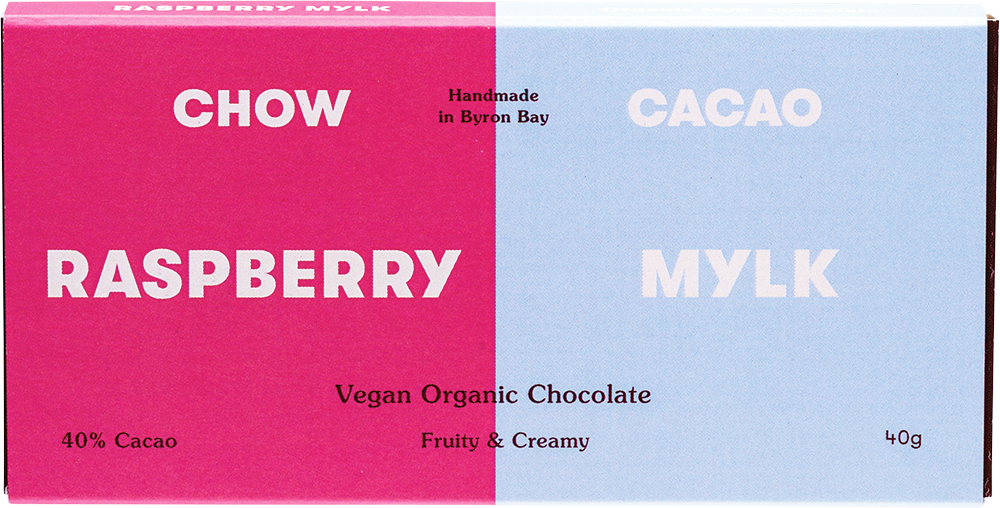 RASPBERRY MYLK
CHOW
Handmade
in Byron Bay
CACAO
RASPBERRY
MYLK
Vegan Organic Chocolate
40% Cacao
Fruity & Creamy
40g